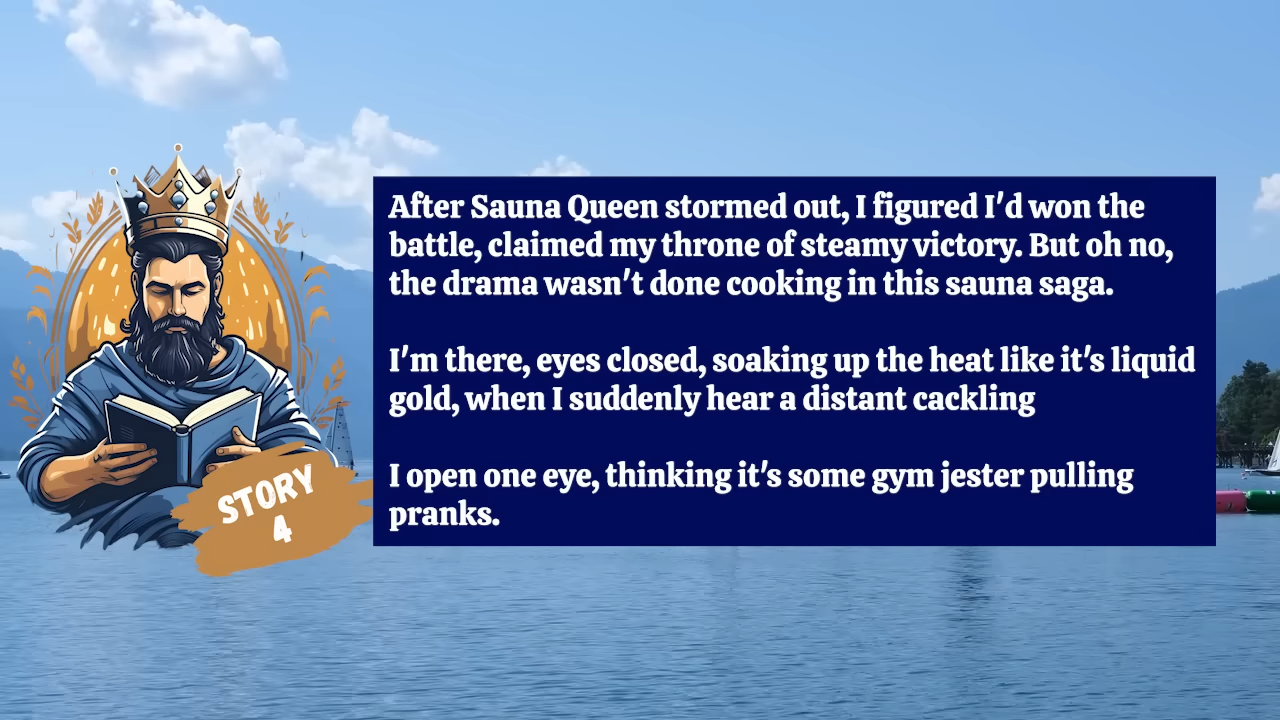 After Sauna Queen stormed out, I figured I'd won the
battle, claimed my throne of steamy victory. But oh no,
the drama wasn't done cooking in this sauna saga.
I'm there, eyes closed, soaking up the heat like it's liquid
gold, when I suddenly hear a distant cackling
I open one eye, thinking it's some gym jester pulling
pranks.
STORY
4